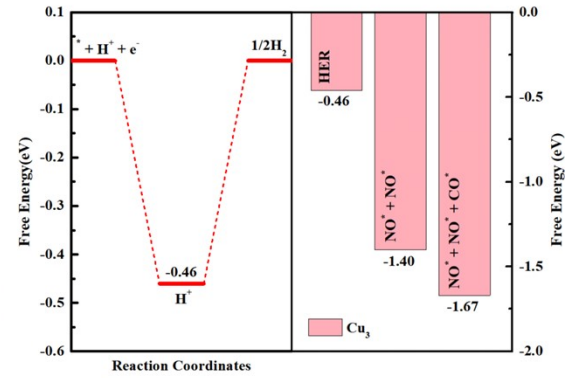 0.1
0.0
-0.1
-0.2
-0.3
-0.4
-0.5
-0.6
Free Energy(eV)
* + H+ + e-
1/2H2
-0.46
H+
Reaction Coordinates
HER
-0.46
NO* + NO*
-1.40
NO* + NO* + CO*
-1.67
Cu3
0.0
-0.5
-1.0
-1.5
-2.0
Free Energy (eV)